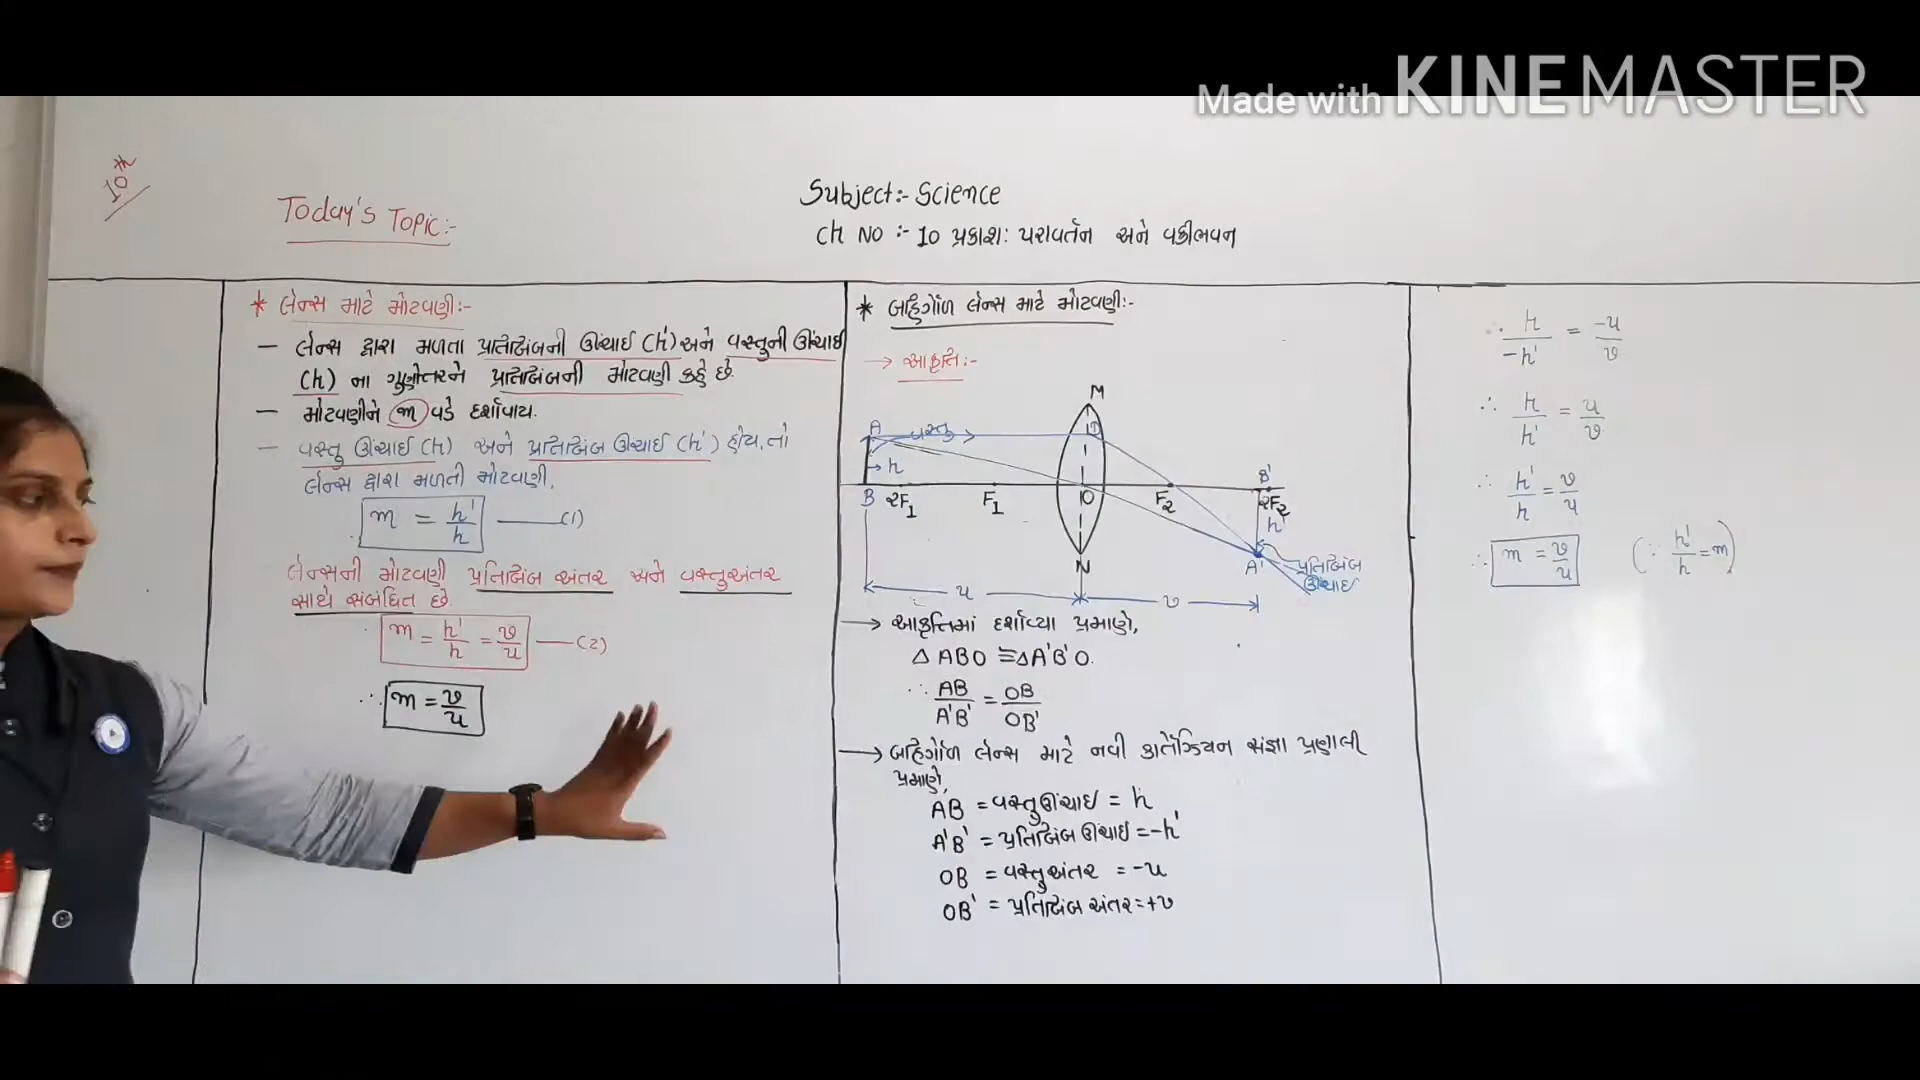 Made with KINEMASTER
10th
Today's Topic:-
Subject:- Science
Ch No :- 10 પ્રકાશ: પરાવર્તન અને વક્રીભવન
* લેન્સ માટે મોટવણી:-
– લેન્સ દ્વારા મળતા પ્રતિબિંબની ઊંચાઈ (h') અને વસ્તુની ઊંચાઈ
(h) ના ગુણોતરને પ્રતિબિંબની મોટવણી કહે છે.
– મોટવણીને m વડે દર્શાવાય.
– વસ્તુ ઊંચાઈ (h) અને પ્રતિબિંબ ઊંચાઈ (h') હોય, તો
લેન્સ દ્વારા મળતી મોટવણી,
m = h'/h ——(1)
લેન્સની મોટવણી પ્રતિબિંબ અંતર અને વસ્તુઅંતર
સાથે સંબંધિત છે.
m = h'/h = v/u ——(2)
∴ m = v/u
* બહિર્ગોળ લેન્સ માટે મોટવણી:-
→ આકૃતિ:-
M
A વસ્તુ D
→ h
B'
B 2F1 F1 O F2 2F2
h'
N A' પ્રતિબિંબ
ઊંચાઈ
u v
→ આકૃતિમાં દર્શાવ્યા પ્રમાણે,
Δ ABO ≅ ΔA'B'O.
∴ AB/A'B' = OB/OB'
→ બહિર્ગોળ લેન્સ માટે નવી કાર્તેઝિયન સંજ્ઞા પ્રણાલી
પ્રમાણે,
AB = વસ્તુઊંચાઈ = h
A'B' = પ્રતિબિંબ ઊંચાઈ = -h'
OB = વસ્તુઅંતર = -u
OB' = પ્રતિબિંબ અંતર = +v
∴ h/-h' = -u/v
∴ h/h' = u/v
∴ h'/h = v/u
∴ m = v/u (∵ h'/h = m)